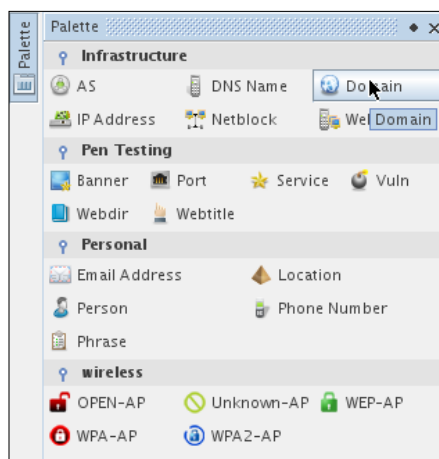 Palette
Palette
Infrastructure
AS DNS Name Domain
IP Address Netblock Domain
Pen Testing
Banner Port Service Vuln
Webdir Webtitle
Personal
Email Address Location
Person Phone Number
Phrase
wireless
OPEN-AP Unknown-AP WEP-AP
WPA-AP WPA2-AP